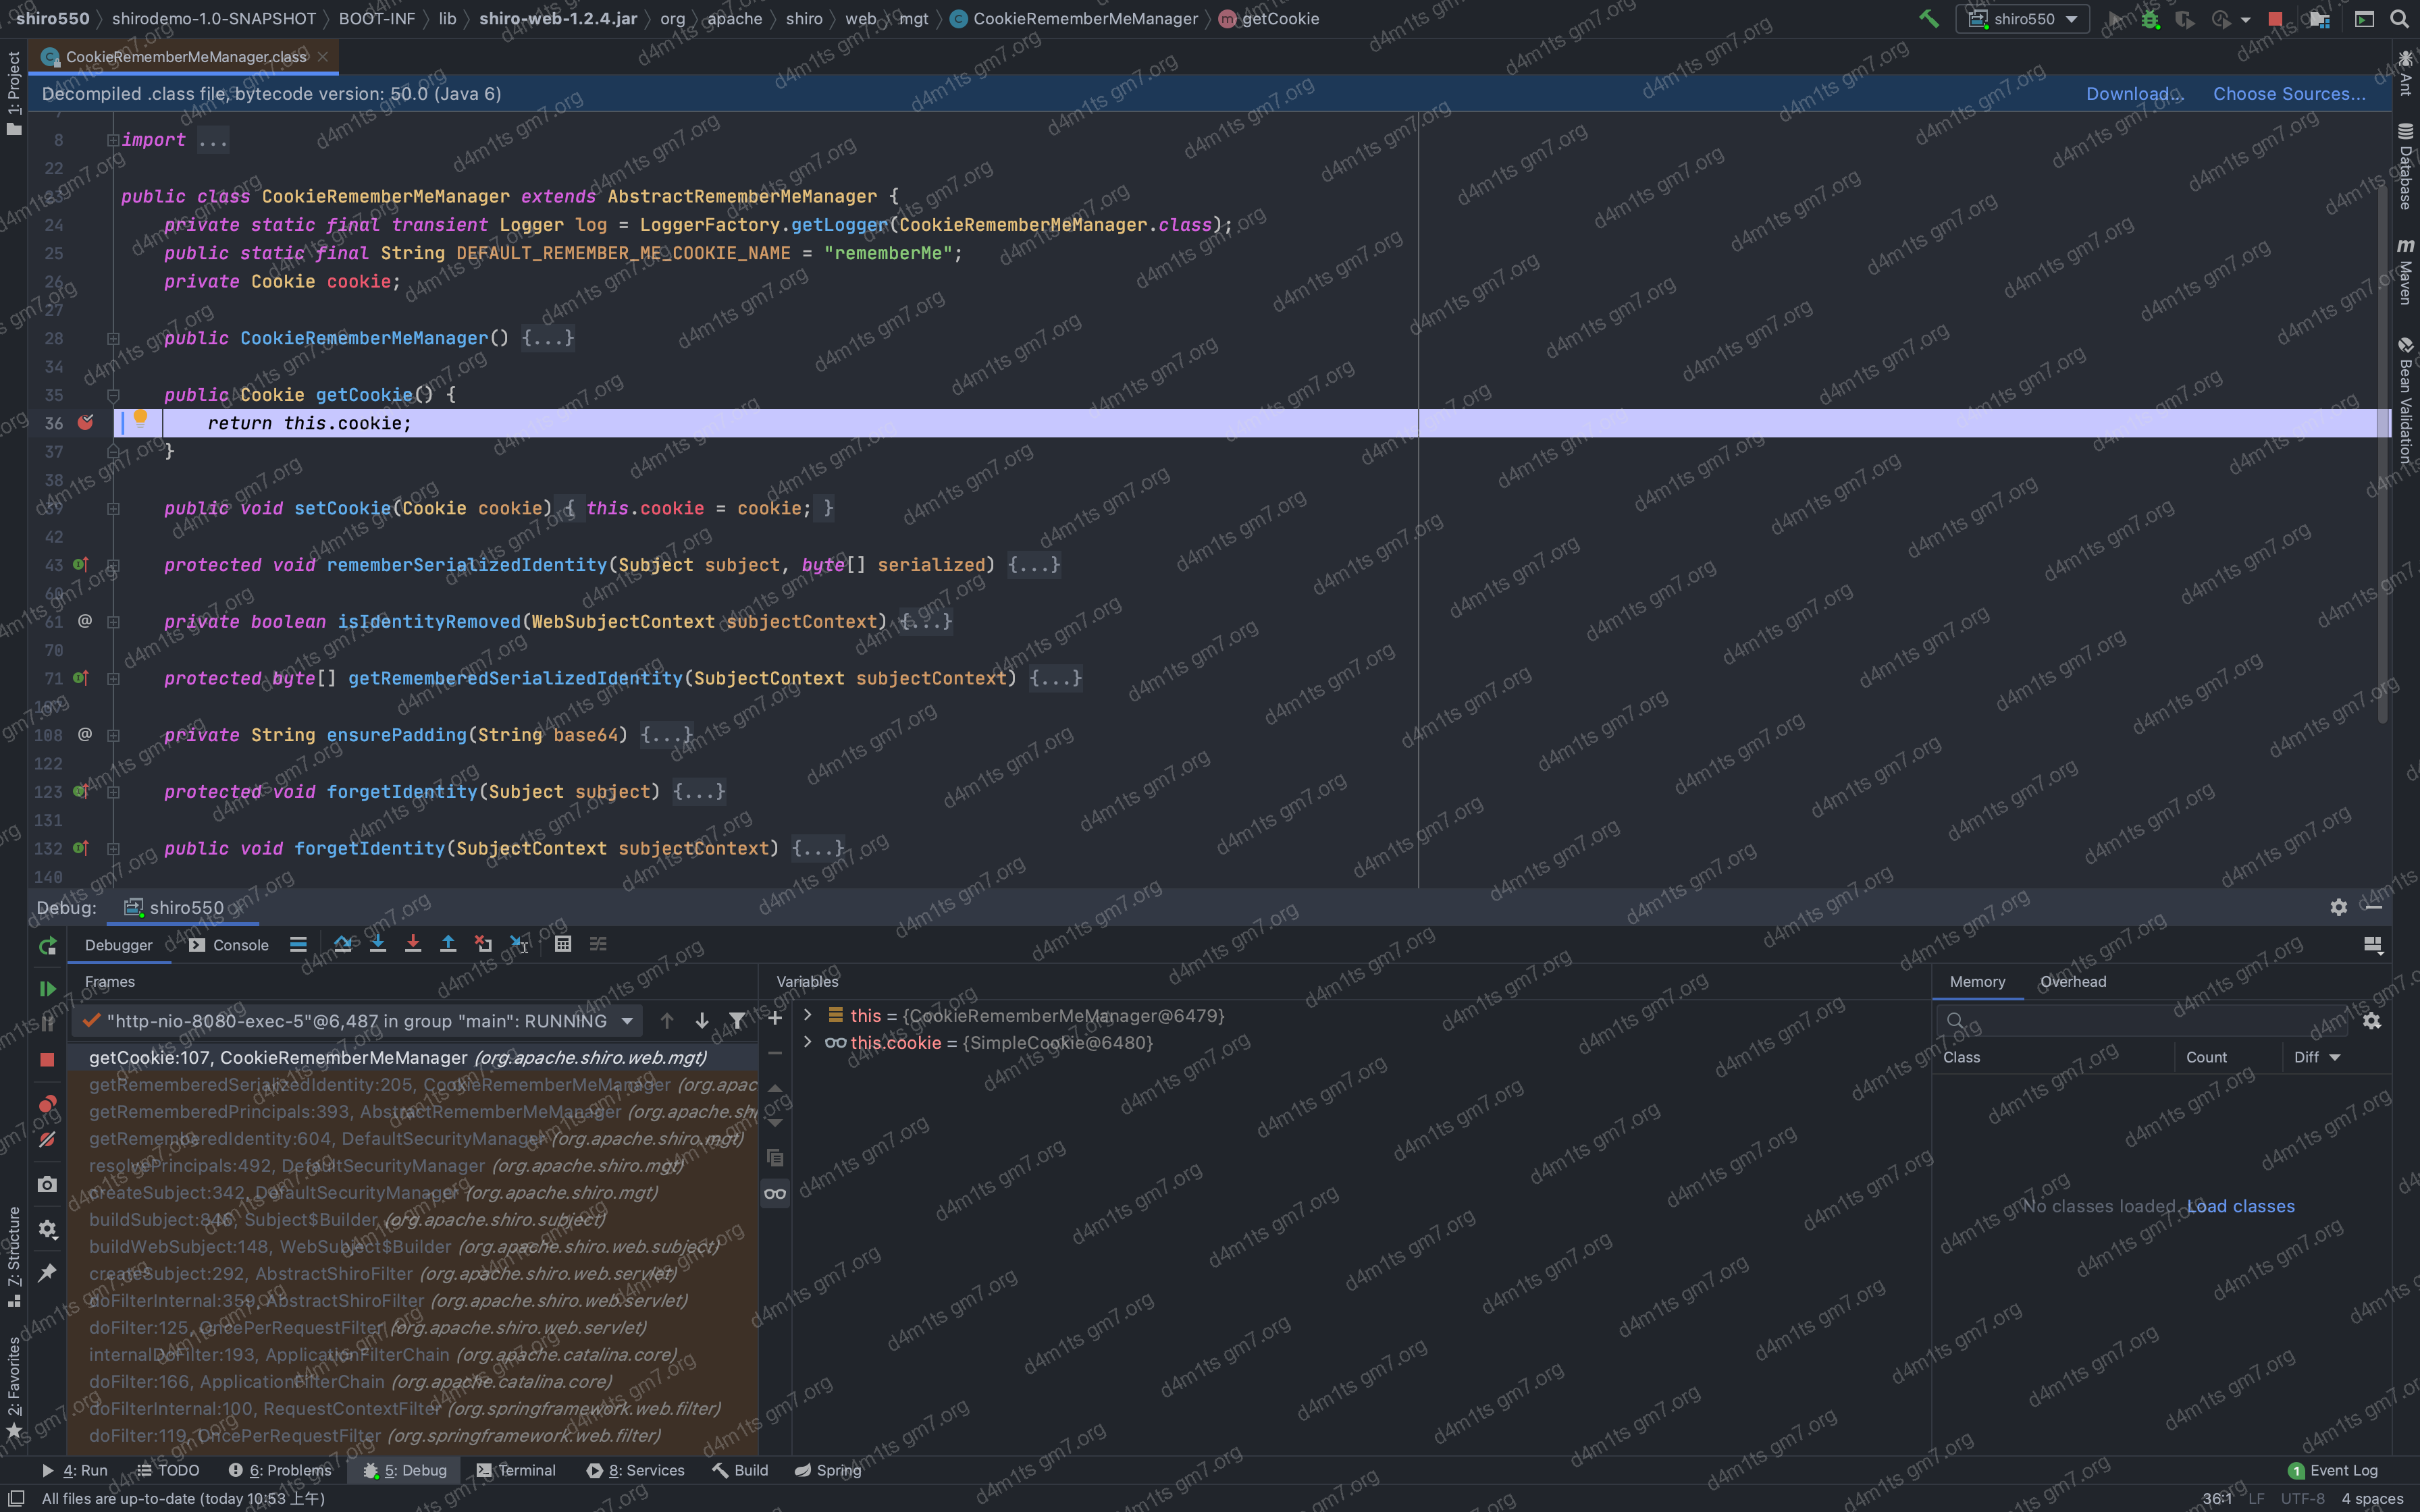 shiro550 shirodemo-1.0-SNAPSHOT BOOT-INF lib shiro-web-1.2.4.jar org apache shiro web mgt CookieRememberMeManager getCookie
shiro550
CookieRememberMeManager.class
Decompiled .class file, bytecode version: 50.0 (Java 6)
Download... Choose Sources...
8 import ...
22
23 public class CookieRememberMeManager extends AbstractRememberMeManager {
24 private static final transient Logger log = LoggerFactory.getLogger(CookieRememberMeManager.class);
25 public static final String DEFAULT_REMEMBER_ME_COOKIE_NAME = "rememberMe";
26 private Cookie cookie;
27
28 public CookieRememberMeManager() {...}
34
35 public Cookie getCookie() {
36 return this.cookie;
37 }
38
39 public void setCookie(Cookie cookie) { this.cookie = cookie; }
42
43 protected void rememberSerializedIdentity(Subject subject, byte[] serialized) {...}
60
61 private boolean isIdentityRemoved(WebSubjectContext subjectContext) {...}
70
71 protected byte[] getRememberedSerializedIdentity(SubjectContext subjectContext) {...}
108 private String ensurePadding(String base64) {...}
122
123 protected void forgetIdentity(Subject subject) {...}
131
132 public void forgetIdentity(SubjectContext subjectContext) {...}
140
1: Project
7: Structure
2: Favorites
Ant
Database
Maven
Bean Validation
Debug: shiro550
Debugger Console
Frames
Variables
Memory Overhead
"http-nio-8080-exec-5"@6,487 in group "main": RUNNING
getCookie:107, CookieRememberMeManager (org.apache.shiro.web.mgt)
getRememberedSerializedIdentity:205, CookieRememberMeManager (org.apac
getRememberedPrincipals:393, AbstractRememberMeManager (org.apache.sh
getRememberedIdentity:604, DefaultSecurityManager (org.apache.shiro.mgt)
resolvePrincipals:492, DefaultSecurityManager (org.apache.shiro.mgt)
createSubject:342, DefaultSecurityManager (org.apache.shiro.mgt)
buildSubject:846, Subject$Builder (org.apache.shiro.subject)
buildWebSubject:148, WebSubject$Builder (org.apache.shiro.web.subject)
createSubject:292, AbstractShiroFilter (org.apache.shiro.web.servlet)
doFilterInternal:359, AbstractShiroFilter (org.apache.shiro.web.servlet)
doFilter:125, OncePerRequestFilter (org.apache.shiro.web.servlet)
internalDoFilter:193, ApplicationFilterChain (org.apache.catalina.core)
doFilter:166, ApplicationFilterChain (org.apache.catalina.core)
doFilterInternal:100, RequestContextFilter (org.springframework.web.filter)
doFilter:119, OncePerRequestFilter (org.springframework.web.filter)
this = {CookieRememberMeManager@6479}
this.cookie = {SimpleCookie@6480}
Class Count Diff
No classes loaded. Load classes
4: Run TODO 6: Problems 5: Debug Terminal 8: Services Build Spring
1 Event Log
All files are up-to-date (today 10:53 上午)
36:1 LF UTF-8 4 spaces
d4m1ts gm7.org